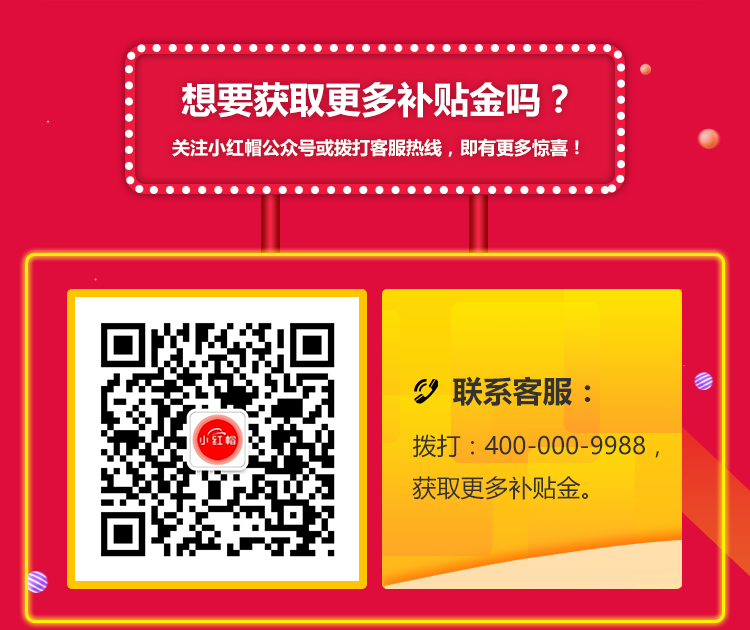 想要获取更多补贴金吗？
关注小红帽公众号或拨打客服热线，即有更多惊喜！
小红帽
联系客服：
拨打：400-000-9988，
获取更多补贴金。